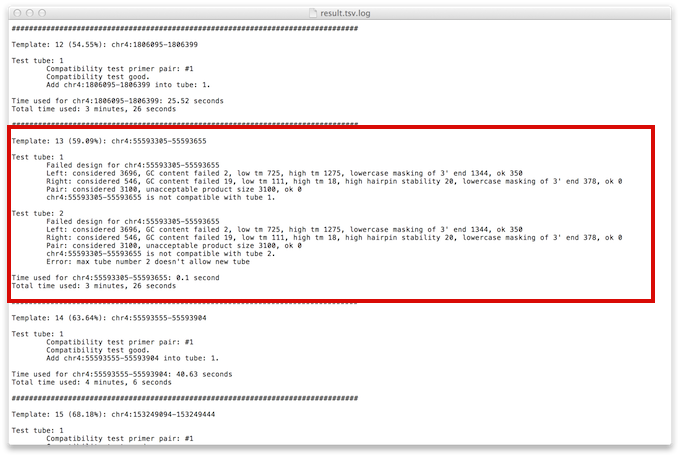 result.tsv.log
################################################################################
Template: 12 (54.55%): chr4:1806095-1806399
Test tube: 1
Compatibility test primer pair: #1
Compatibility test good.
Add chr4:1806095-1806399 into tube: 1.
Time used for chr4:1806095-1806399: 25.52 seconds
Total time used: 3 minutes, 26 seconds
################################################################################
Template: 13 (59.09%): chr4:55593305-55593655
Test tube: 1
Failed design for chr4:55593305-55593655
Left: considered 3696, GC content failed 2, low tm 725, high tm 1275, lowercase masking of 3' end 1344, ok 350
Right: considered 546, GC content failed 19, low tm 111, high tm 18, high hairpin stability 20, lowercase masking of 3' end 378, ok 0
Pair: considered 3100, unacceptable product size 3100, ok 0
chr4:55593305-55593655 is not compatible with tube 1.
Test tube: 2
Failed design for chr4:55593305-55593655
Left: considered 3696, GC content failed 2, low tm 725, high tm 1275, lowercase masking of 3' end 1344, ok 350
Right: considered 546, GC content failed 19, low tm 111, high tm 18, high hairpin stability 20, lowercase masking of 3' end 378, ok 0
Pair: considered 3100, unacceptable product size 3100, ok 0
chr4:55593305-55593655 is not compatible with tube 2.
Error: max tube number 2 doesn't allow new tube
Time used for chr4:55593305-55593655: 0.1 second
Total time used: 3 minutes, 26 seconds
Template: 14 (63.64%): chr4:55593555-55593904
Test tube: 1
Compatibility test primer pair: #1
Compatibility test good.
Add chr4:55593555-55593904 into tube: 1.
Time used for chr4:55593555-55593904: 40.63 seconds
Total time used: 4 minutes, 6 seconds
################################################################################
Template: 15 (68.18%): chr4:153249094-153249444
Test tube: 1
Compatibility test primer pair: #1